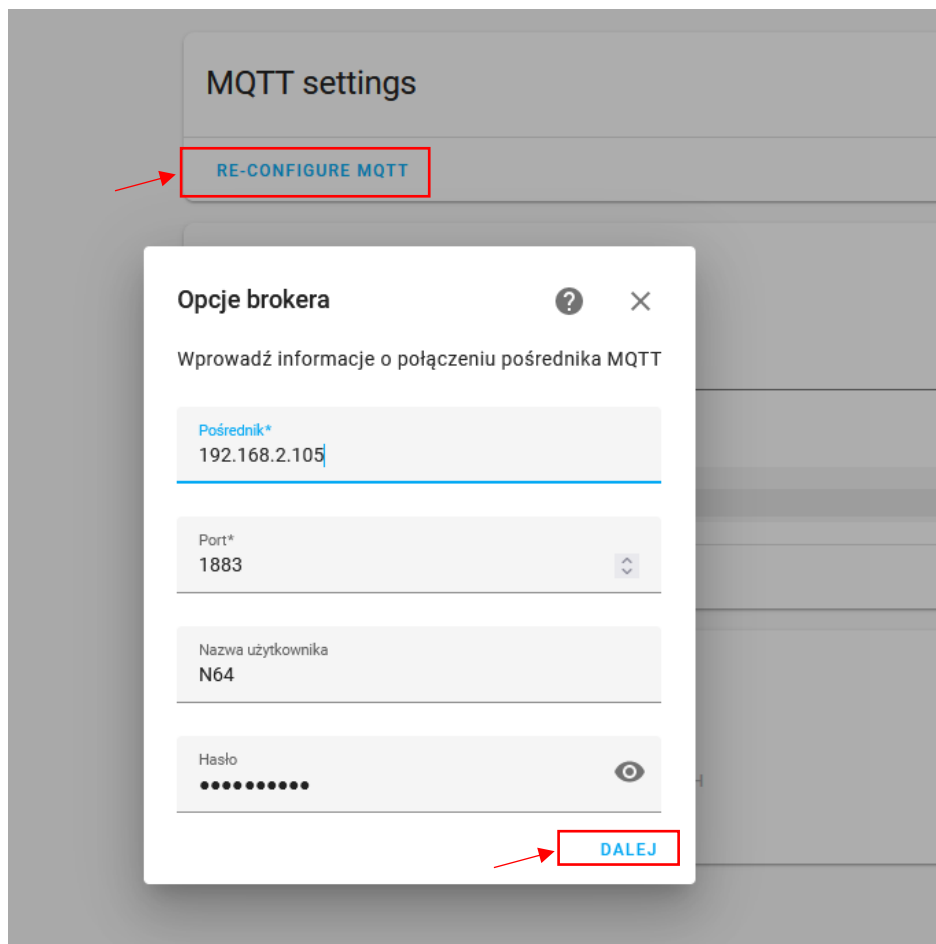 MQTT settings
RE-CONFIGURE MQTT
Opcje brokera
Wprowadź informacje o połączeniu pośrednika MQTT
Pośrednik*
192.168.2.105
Port*
1883
Nazwa użytkownika
N64
Hasło
••••••••••
H
DALEJ